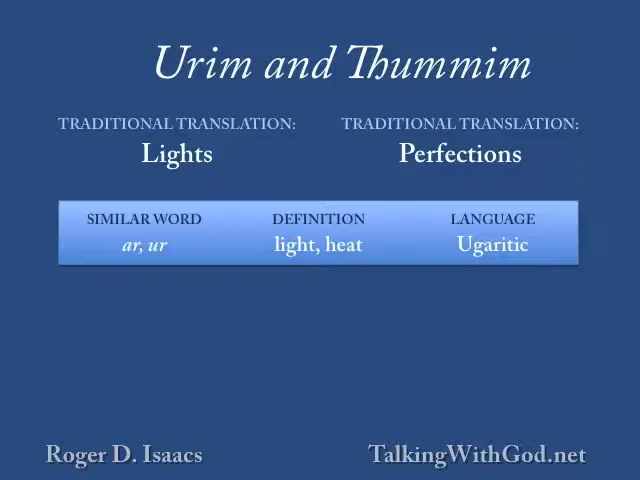 Urim and Thummim
TRADITIONAL TRANSLATION: TRADITIONAL TRANSLATION:
Lights Perfections
SIMILAR WORD DEFINITION LANGUAGE
ar, ur light, heat Ugaritic
Roger D. Isaacs TalkingWithGod.net